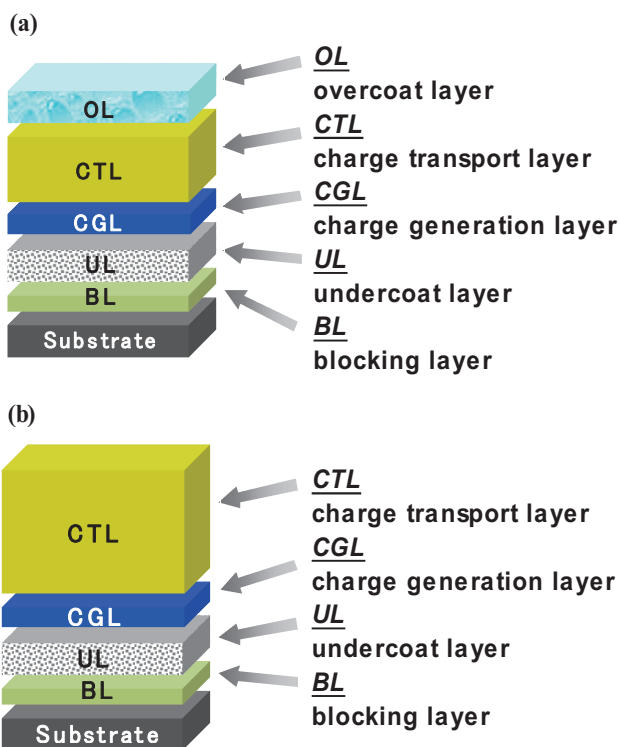 (a)
OL
CTL
CGL
UL
BL
Substrate
OL
overcoat layer
CTL
charge transport layer
CGL
charge generation layer
UL
undercoat layer
BL
blocking layer
(b)
CTL
CGL
UL
BL
Substrate
CTL
charge transport layer
CGL
charge generation layer
UL
undercoat layer
BL
blocking layer